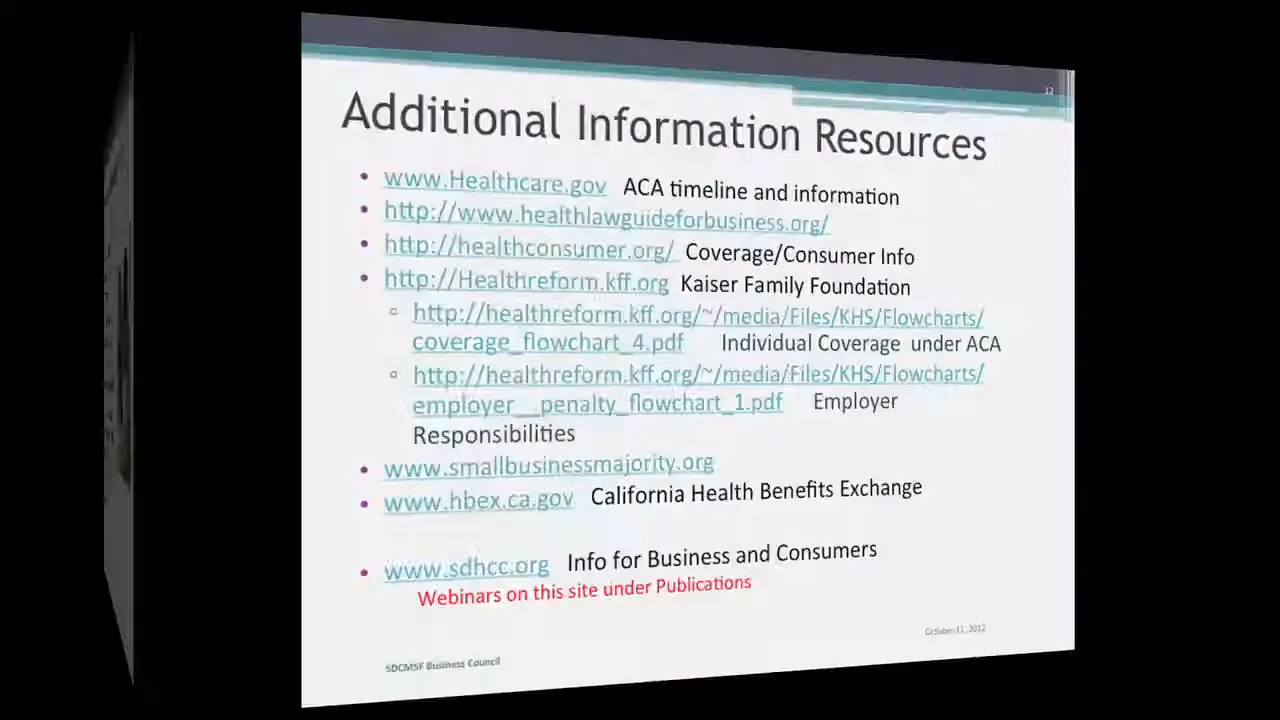 12
Additional Information Resources
• www.Healthcare.gov ACA timeline and information
• http://www.healthlawguideforbusiness.org/
• http://healthconsumer.org/ Coverage/Consumer Info
• http://Healthreform.kff.org Kaiser Family Foundation
◦ http://healthreform.kff.org/~/media/Files/KHS/Flowcharts/
coverage_flowchart_4.pdf Individual Coverage under ACA
◦ http://healthreform.kff.org/~/media/Files/KHS/Flowcharts/
employer__penalty_flowchart_1.pdf Employer
Responsibilities
• www.smallbusinessmajority.org
• www.hbex.ca.gov California Health Benefits Exchange
• www.sdhcc.org Info for Business and Consumers
Webinars on this site under Publications
October 11, 2012
SDCMSF Business Council